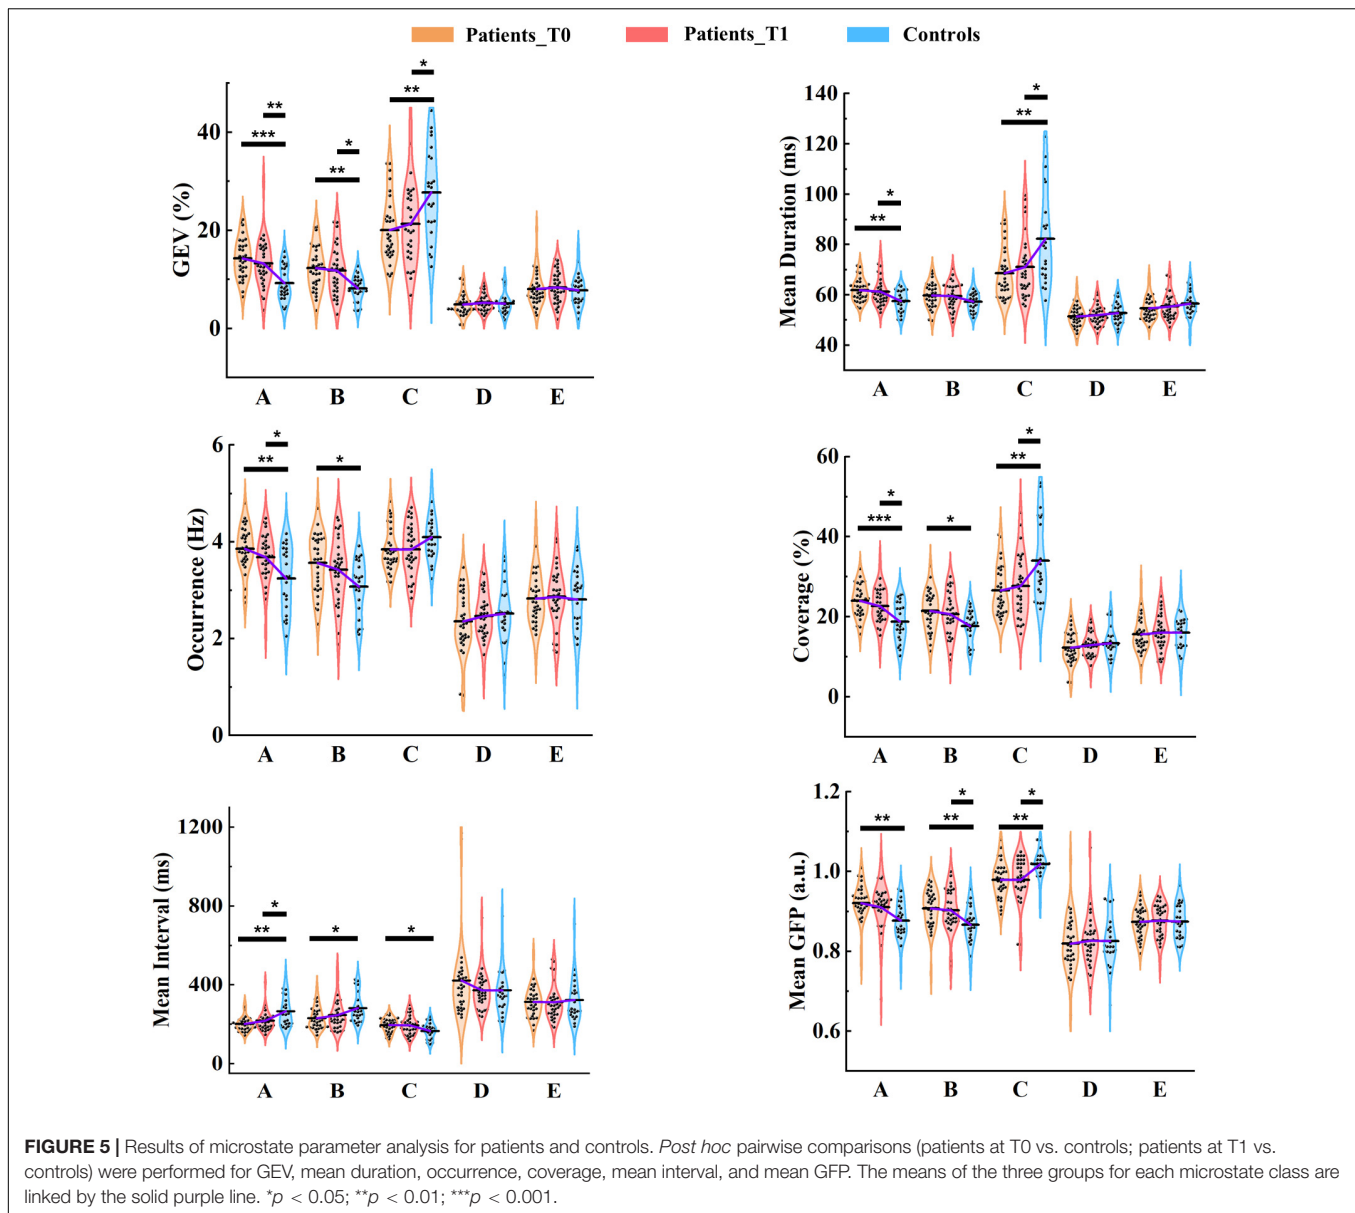 Patients_T0 Patients_T1 Controls
GEV (%)
40
20
0
** *** * ** * **
A B C D E
Mean Duration (ms)
140
120
100
80
60
40
* ** * **
A B C D E
Occurrence (Hz)
6
4
2
0
* ** *
A B C D E
Coverage (%)
60
40
20
0
* *** * * **
A B C D E
Mean Interval (ms)
1200
800
400
0
* ** * *
A B C D E
Mean GFP (a.u.)
1.2
1.0
0.8
0.6
** * ** * **
A B C D E
FIGURE 5 | Results of microstate parameter analysis for patients and controls. Post hoc pairwise comparisons (patients at T0 vs. controls; patients at T1 vs.
controls) were performed for GEV, mean duration, occurrence, coverage, mean interval, and mean GFP. The means of the three groups for each microstate class are
linked by the solid purple line. *p < 0.05; **p < 0.01; ***p < 0.001.